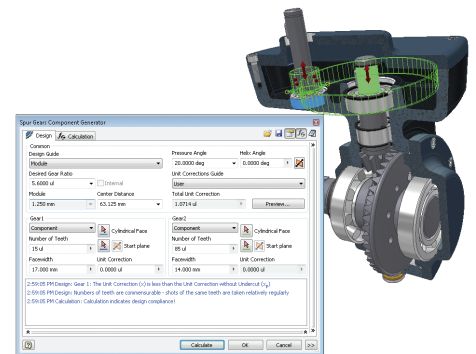 Spur Gears Component Generator
Design
Calculation
Common
Design Guide
Pressure Angle
Helix Angle
Module
20.0000 deg
0.0000 deg
Desired Gear Ratio
Unit Corrections Guide
5.6000 ul
Internal
User
Module
Center Distance
Total Unit Correction
1.250 mm
63.125 mm
1.0714 ul
Preview...
Gear1
Gear2
Component
Cylindrical Face
Component
Cylindrical Face
Number of Teeth
Start plane
Number of Teeth
Start plane
15 ul
85 ul
Facewidth
Unit Correction
Facewidth
Unit Correction
17.000 mm
0.0000 ul
14.000 mm
0.0000 ul
2:59:05 PM Design: Gear 1: The Unit Correction (x) is less than the Unit Correction without Undercut (xz)
2:59:05 PM Design: Numbers of teeth are commensurable - shots of the same teeth are taken relatively regularly
2:59:05 PM Calculation: Calculation indicates design compliance!
Calculate
OK
Cancel
>>